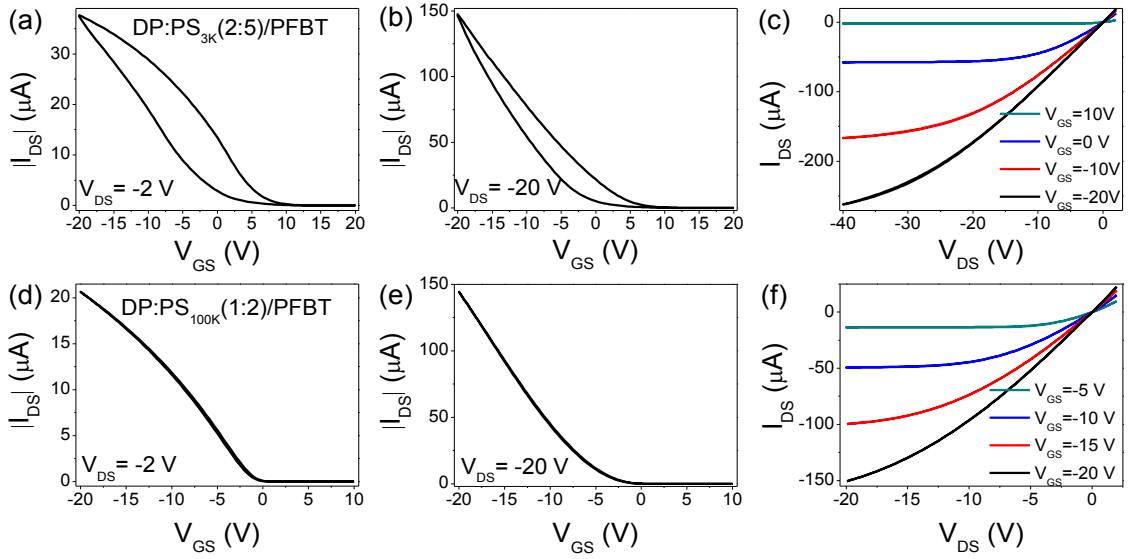 (a)
DP:PS3K(2:5)/PFBT
30
20
10
0
|IDS| (μA)
VDS= -2 V
-20 -15 -10 -5 0 5 10 15 20
VGS (V)
(b)
150
100
50
0
|IDS| (μA)
VDS= -20 V
-20 -15 -10 -5 0 5 10 15 20
VGS (V)
(c)
0
-100
-200
IDS (μA)
VGS=10V
VGS=0 V
VGS=-10V
VGS=-20V
-40 -30 -20 -10 0
VDS (V)
(d)
DP:PS100K(1:2)/PFBT
20
15
10
5
0
|IDS| (μA)
VDS= -2 V
-20 -15 -10 -5 0 5 10
VGS (V)
(e)
150
100
50
0
|IDS| (μA)
VDS= -20 V
-20 -15 -10 -5 0 5 10
VGS (V)
(f)
0
-50
-100
-150
IDS (μA)
VGS=-5 V
VGS=-10 V
VGS=-15 V
VGS=-20 V
-20 -15 -10 -5 0
VDS (V)